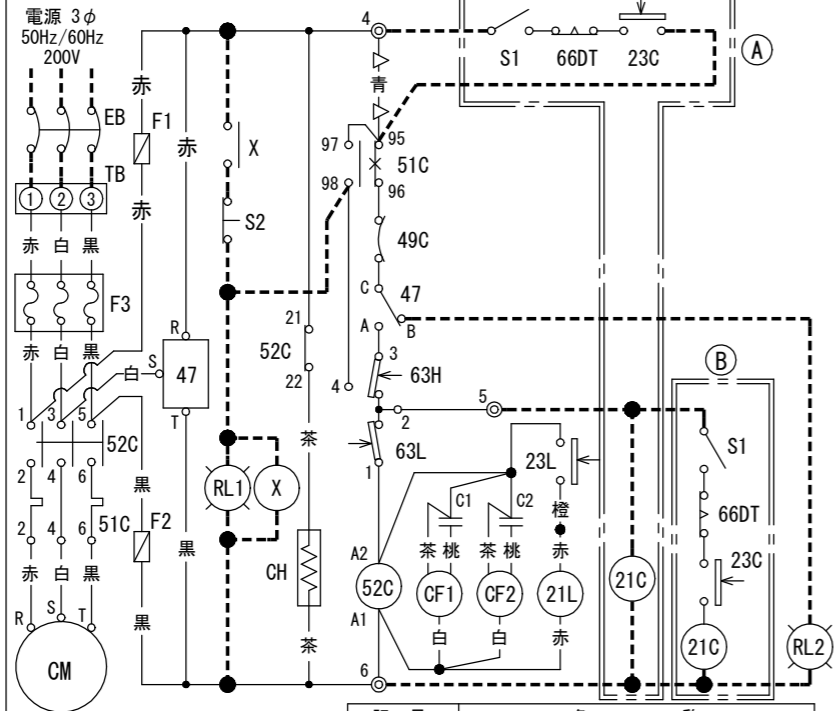 電源 3φ
50Hz/60Hz
200V
EB
TB
1 2 3
赤 白 黒
F3
赤 白 黒
1 3 5
52C
2 4 6
51C
2 4 6
赤 白 黒
R S T
CM
赤
F1
赤
白
S
R
47
T
赤
黒
黒
F2
黒
X
S2
RL1
X
21
52C
22
茶
CH
茶
4
青
97
95
98
51C
96
49C
C
47
A
B
3
63H
4
2
5
63L
1
A2
52C
A1
6
C1
C2
茶 桃
茶 桃
CF1
CF2
白
白
23L
橙
赤
21L
赤
21C
S1
66DT
23C
A
B
S1
66DT
23C
21C
RL2